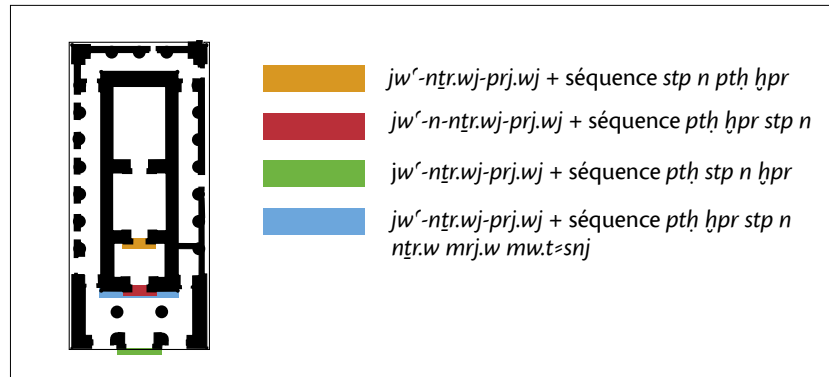 jwꜥ-nṯr.wj-prj.wj + séquence stp n ptḥ ḫpr
jwꜥ-n-nṯr.wj-prj.wj + séquence ptḥ ḫpr stp n
jwꜥ-nṯr.wj-prj.wj + séquence ptḥ stp n ḫpr
jwꜥ-nṯr.wj-prj.wj + séquence ptḥ ḫpr stp n
nṯr.w mrj.w mw.t⸗snj